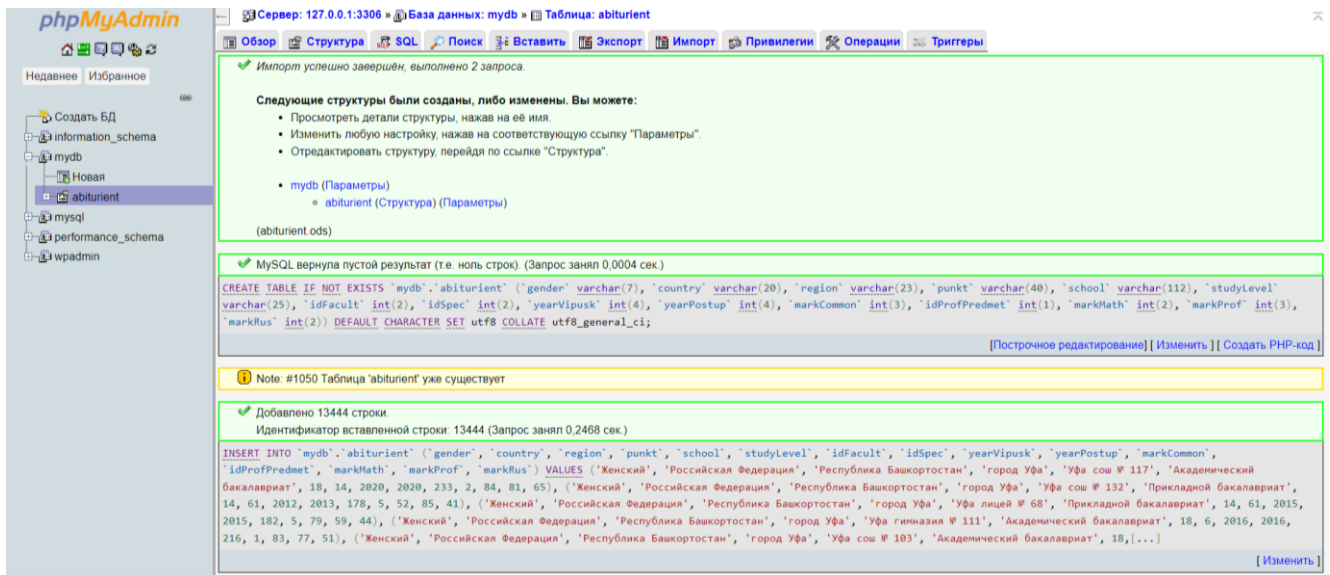 phpMyAdmin
Недавнее Избранное
Создать БД
information_schema
mydb
Новая
abiturient
mysql
performance_schema
wpadmin
Сервер: 127.0.0.1:3306 » База данных: mydb » Таблица: abiturient
Обзор Структура SQL Поиск Вставить Экспорт Импорт Привилегии Операции Триггеры
Импорт успешно завершён, выполнено 2 запроса.
Следующие структуры были созданы, либо изменены. Вы можете:
• Просмотреть детали структуры, нажав на её имя.
• Изменить любую настройку, нажав на соответствующую ссылку "Параметры".
• Отредактировать структуру, перейдя по ссылке "Структура".
• mydb (Параметры)
abiturient (Структура) (Параметры)
(abiturient.ods)
MySQL вернула пустой результат (т.е. ноль строк). (Запрос занял 0,0004 сек.)
CREATE TABLE IF NOT EXISTS `mydb`.`abiturient` (`gender` varchar(7), `country` varchar(20), `region` varchar(23), `punkt` varchar(40), `school` varchar(112), `studyLevel`
varchar(25), `idFacult` int(2), `idSpec` int(2), `yearVipusk` int(4), `yearPostup` int(4), `markCommon` int(3), `idProfPredmet` int(1), `markMath` int(2), `markProf` int(3),
`markRus` int(2)) DEFAULT CHARACTER SET utf8 COLLATE utf8_general_ci;
[Построчное редактирование] [ Изменить ] [ Создать PHP-код ]
Note: #1050 Таблица 'abiturient' уже существует
Добавлено 13444 строки.
Идентификатор вставленной строки: 13444 (Запрос занял 0,2468 сек.)
INSERT INTO `mydb`.`abiturient` (`gender`, `country`, `region`, `punkt`, `school`, `studyLevel`, `idFacult`, `idSpec`, `yearVipusk`, `yearPostup`, `markCommon`,
`idProfPredmet`, `markMath`, `markProf`, `markRus`) VALUES ('Женский', 'Российская Федерация', 'Республика Башкортостан', 'город Уфа', 'Уфа сош № 117', 'Академический
бакалавриат', 18, 14, 2020, 2020, 233, 2, 84, 81, 65), ('Женский', 'Российская Федерация', 'Республика Башкортостан', 'город Уфа', 'Уфа сош № 132', 'Прикладной бакалавриат',
14, 61, 2012, 2013, 178, 5, 52, 85, 41), ('Женский', 'Российская Федерация', 'Республика Башкортостан', 'город Уфа', 'Уфа лицей № 68', 'Прикладной бакалавриат', 14, 61, 2015,
2015, 182, 5, 79, 59, 44), ('Женский', 'Российская Федерация', 'Республика Башкортостан', 'город Уфа', 'Уфа гимназия № 111', 'Академический бакалавриат', 18, 6, 2016, 2016,
216, 1, 83, 77, 51), ('Женский', 'Российская Федерация', 'Республика Башкортостан', 'город Уфа', 'Уфа сош № 103', 'Академический бакалавриат', 18,[...]
[ Изменить ]